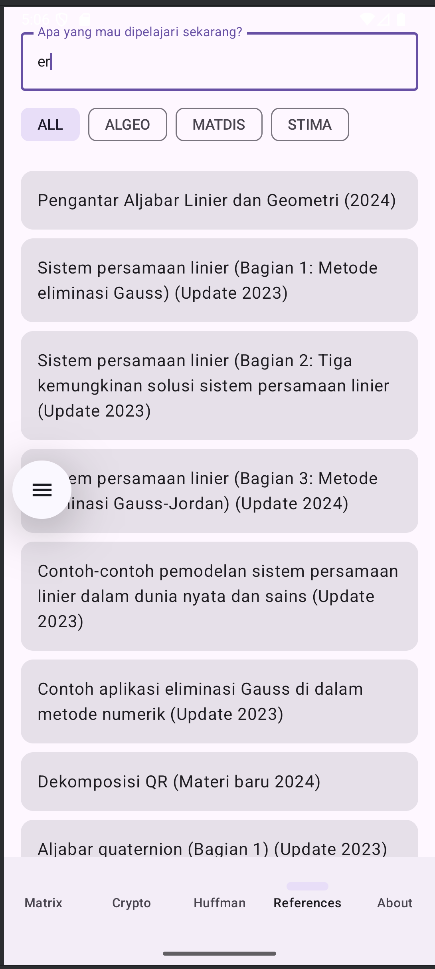 Apa yang mau dipelajari sekarang?
er
ALL
ALGEO
MATDIS
STIMA
Pengantar Aljabar Linier dan Geometri (2024)
Sistem persamaan linier (Bagian 1: Metode
eliminasi Gauss) (Update 2023)
Sistem persamaan linier (Bagian 2: Tiga
kemungkinan solusi sistem persamaan linier
(Update 2023)
persamaan linier (Bagian 3: Metode
Gauss-Jordan) (Update 2024)
Contoh-contoh pemodelan sistem persamaan
linier dalam dunia nyata dan sains (Update
2023)
Contoh aplikasi eliminasi Gauss di dalam
metode numerik (Update 2023)
Dekomposisi QR (Materi baru 2024)
Aljabar quaternion (Bagian 1) (Update 2023)
Matrix
Crypto
Huffman
References
About